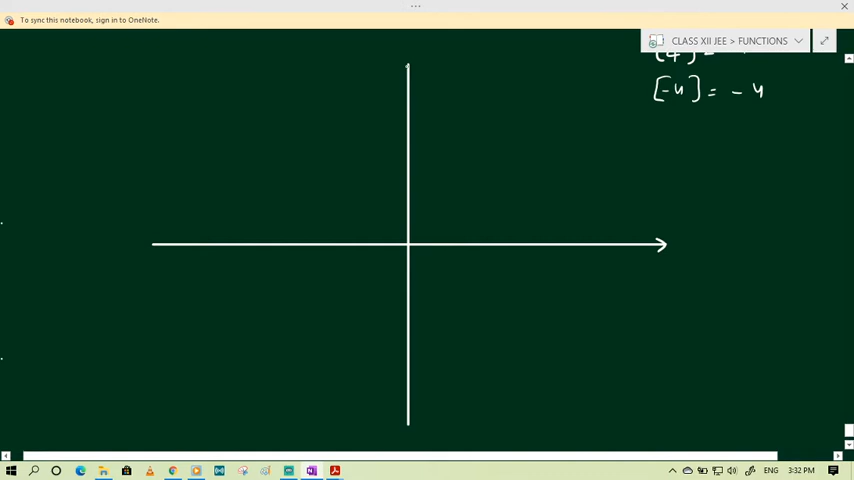 To sync this notebook, sign in to OneNote.
CLASS XII JEE > FUNCTIONS
[-4] = - 4
ENG
3:32 PM